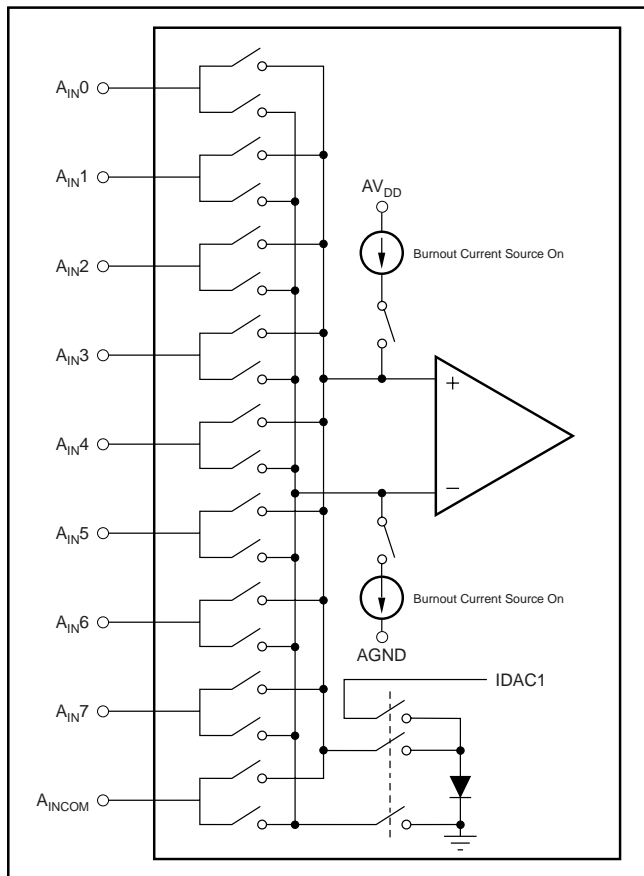 A_IN0
A_IN1
AV_DD
Burnout Current Source On
A_IN2
A_IN3
+
A_IN4
−
A_IN5
Burnout Current Source On
A_IN6
AGND
IDAC1
A_IN7
A_INCOM